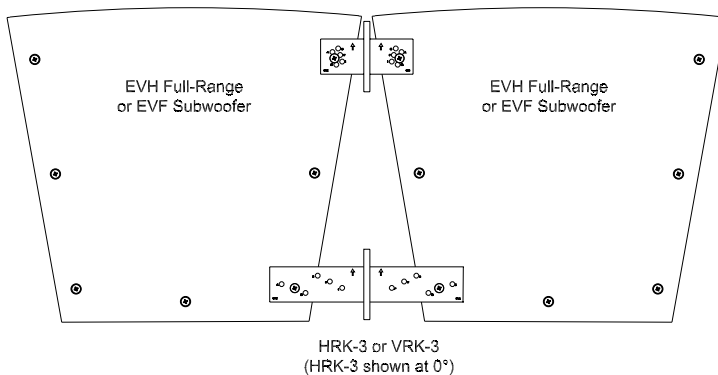 EVH Full-Range
or EVF Subwoofer
EVH Full-Range
or EVF Subwoofer
HRK-3 or VRK-3
(HRK-3 shown at 0°)